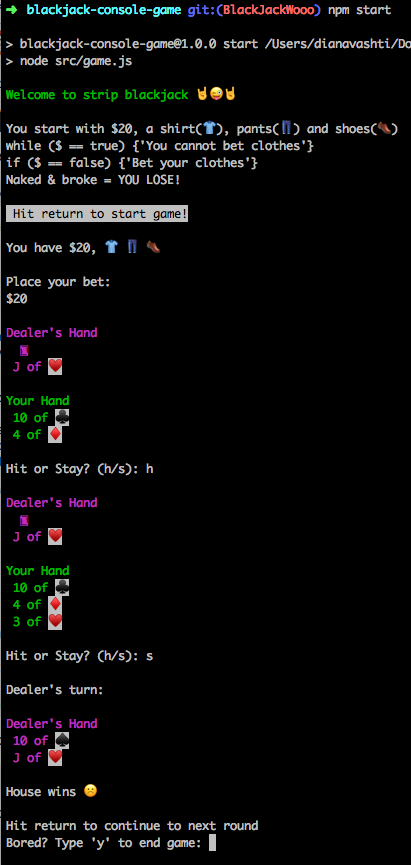 ➜ blackjack-console-game git:(BlackJackWooo) npm start
> blackjack-console-game@1.0.0 start /Users/dianavashti/Do
> node src/game.js
Welcome to strip blackjack 🤘😜🤘
You start with $20, a shirt(👕), pants(👖) and shoes(👞)
while ($ == true) {'You cannot bet clothes'}
if ($ == false) {'Bet your clothes'}
Naked & broke = YOU LOSE!
Hit return to start game!
You have $20, 👕 👖 👞
Place your bet:
$20
Dealer's Hand
J of ♥️
Your Hand
10 of ♣️
4 of ♦️
Hit or Stay? (h/s): h
Dealer's Hand
J of ♥️
Your Hand
10 of ♣️
4 of ♦️
3 of ♥️
Hit or Stay? (h/s): s
Dealer's turn:
Dealer's Hand
10 of ♠️
J of ♥️
House wins ☹️
Hit return to continue to next round
Bored? Type 'y' to end game: